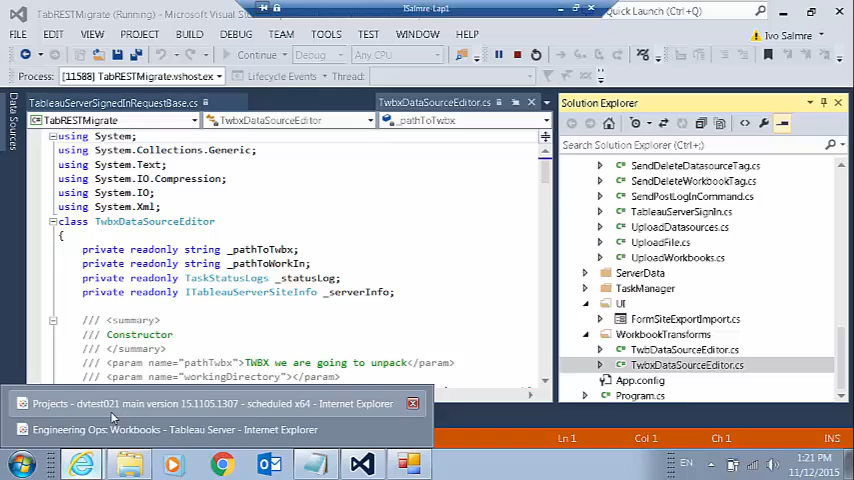 TabRESTMigrate (Running) - Microsoft Visual St
ISalmre-Lap1
Quick Launch (Ctrl+Q)
FILE EDIT VIEW PROJECT BUILD DEBUG TEAM TOOLS TEST WINDOW HELP
Ivo Salmre
Continue Debug Any CPU
Process: [11588] TabRESTMigrate.vshost.ex Lifecycle Events Thread:
Data Sources
TableauServerSignedInRequestBase.cs TwbxDataSourceEditor.cs
TabRESTMigrate TwbxDataSourceEditor _pathToTwbx
using System;
using System.Collections.Generic;
using System.Text;
using System.IO.Compression;
using System.IO;
using System.Xml;
class TwbxDataSourceEditor
{
private readonly string _pathToTwbx;
private readonly string _pathToWorkIn;
private readonly TaskStatusLogs _statusLog;
private readonly ITableauServerSiteInfo _serverInfo;
/// <summary>
/// Constructor
/// </summary>
/// <param name="pathTwbx">TWBX we are going to unpack</param>
/// <param name="workingDirectory"></param>
Solution Explorer
Search Solution Explorer (Ctrl+;)
SendDeleteDatasourceTag.cs
SendDeleteWorkbookTag.cs
SendPostLogInCommand.cs
TableauServerSignIn.cs
UploadDatasources.cs
UploadFile.cs
UploadWorkbooks.cs
ServerData
TaskManager
UI
FormSiteExportImport.cs
WorkbookTransforms
TwbDataSourceEditor.cs
TwbxDataSourceEditor.cs
App.config
Program.cs
Projects - dvtest021 main version 15.1105.1307 - scheduled x64 - Internet Explorer
Engineering Ops: Workbooks - Tableau Server - Internet Explorer
Ln 1 Col 1 Ch 1 INS
EN
1:21 PM
11/12/2015